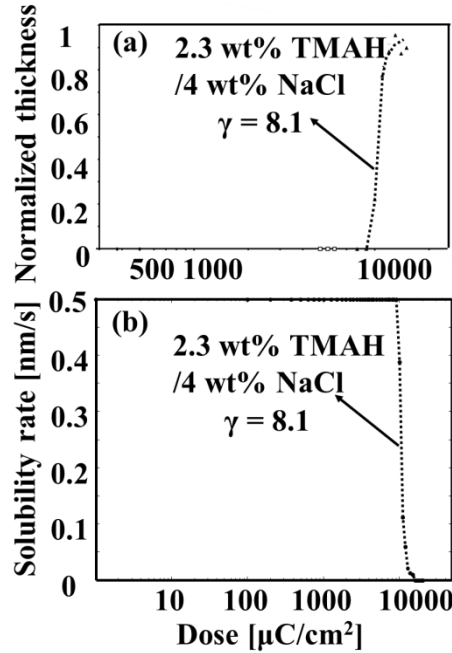 Normalized thickness
1
0.8
0.6
0.4
0.2
0
(a)
2.3 wt% TMAH
/4 wt% NaCl
γ = 8.1
500 1000 10000
Solubility rate [nm/s]
0.5
0.4
0.3
0.2
0.1
0
(b)
2.3 wt% TMAH
/4 wt% NaCl
γ = 8.1
10 100 1000 10000
Dose [μC/cm²]